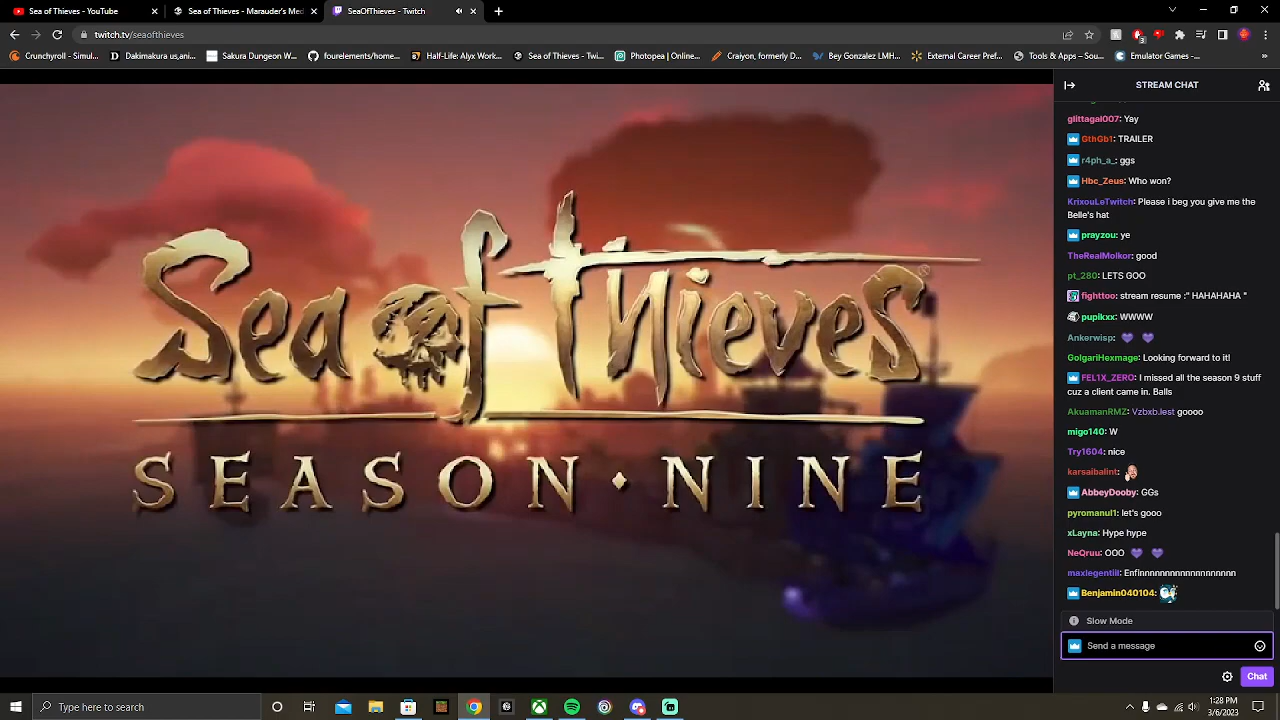 Sea of Thieves - YouTube
Sea of Thieves - Marauder's Med
SeaOfThieves - Twitch
twitch.tv/seaofthieves
Crunchyroll - Simul...
Dakimakura us,ani...
Sakura Dungeon W...
fourelements/home...
Half-Life: Alyx Work...
Sea of Thieves - Twi...
Photopea | Online...
Craiyon, formerly D...
Bey Gonzalez LMH...
External Career Pref...
Tools & Apps – Sou...
Emulator Games -...
»
Sea of Thieves
SEASON · NINE
STREAM CHAT
glittagal007: Yay
GthGb1: TRAILER
r4ph_a_: ggs
Hbc_Zeus: Who won?
KrixouLeTwitch: Please i beg you give me the
Belle's hat
prayzou: ye
TheRealMolkor: good
pt_280: LETS GOO
fighttoo: stream resume :" HAHAHAHA "
pupikxx: WWWW
Ankerwisp:
GolgariHexmage: Looking forward to it!
FEL1X_ZERO: I missed all the season 9 stuff
cuz a client came in. Balls
AkuamanRMZ: Vzbxb.lest goooo
migo140: W
Try1604: nice
karsaibalint:
AbbeyDooby: GGs
pyromanul1: let's gooo
xLayna: Hype hype
NeQruu: OOO
Benjamin040104:
Slow Mode
Send a message
Chat
Type here to search
1:28 PM
3/6/2023